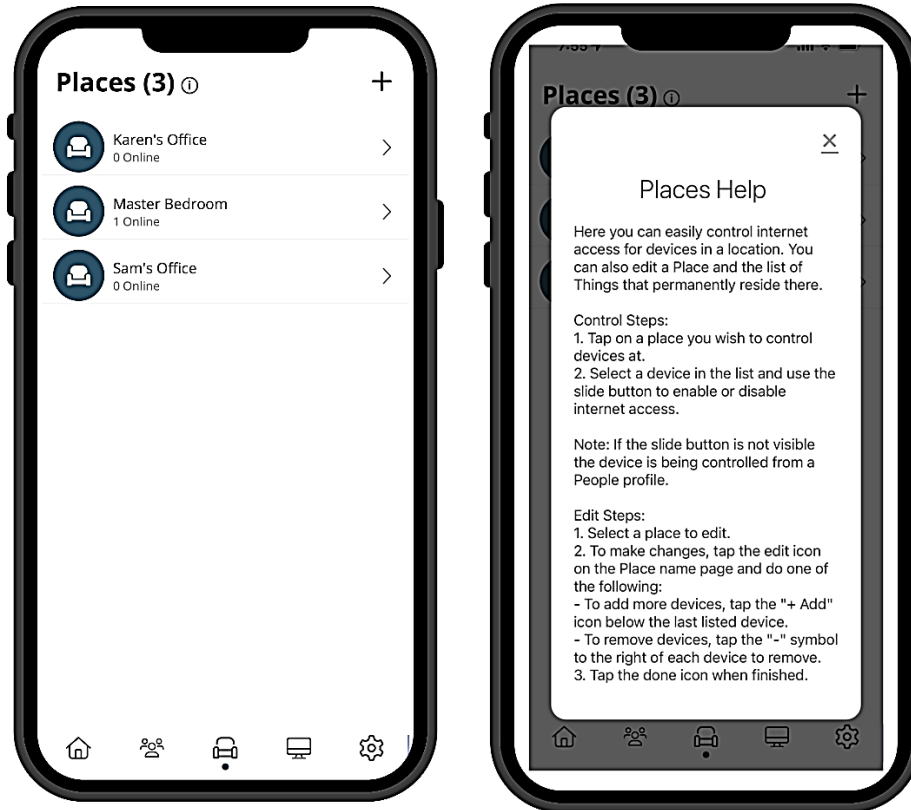 Places (3)
Karen's Office
0 Online
Master Bedroom
1 Online
Sam's Office
0 Online
7:55
Places (3)
Places Help
Here you can easily control internet
access for devices in a location. You
can also edit a Place and the list of
Things that permanently reside there.
Control Steps:
1. Tap on a place you wish to control
devices at.
2. Select a device in the list and use the
slide button to enable or disable
internet access.
Note: If the slide button is not visible
the device is being controlled from a
People profile.
Edit Steps:
1. Select a place to edit.
2. To make changes, tap the edit icon
on the Place name page and do one of
the following:
- To add more devices, tap the "+ Add"
icon below the last listed device.
- To remove devices, tap the "-" symbol
to the right of each device to remove.
3. Tap the done icon when finished.